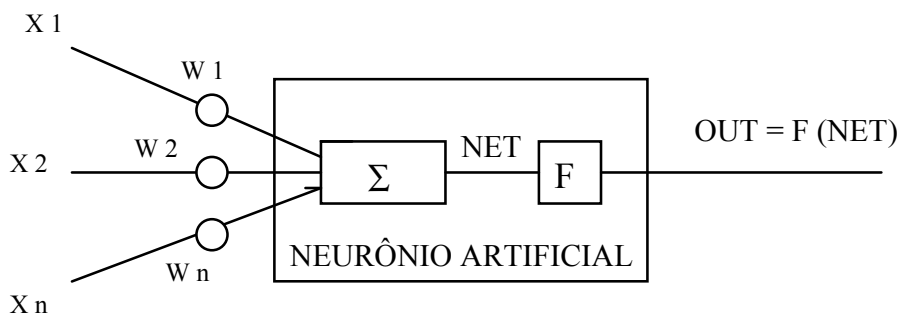 X 1
W 1
W 2
X 2
Σ
NET
F
OUT = F (NET)
NEURÔNIO ARTIFICIAL
W n
X n